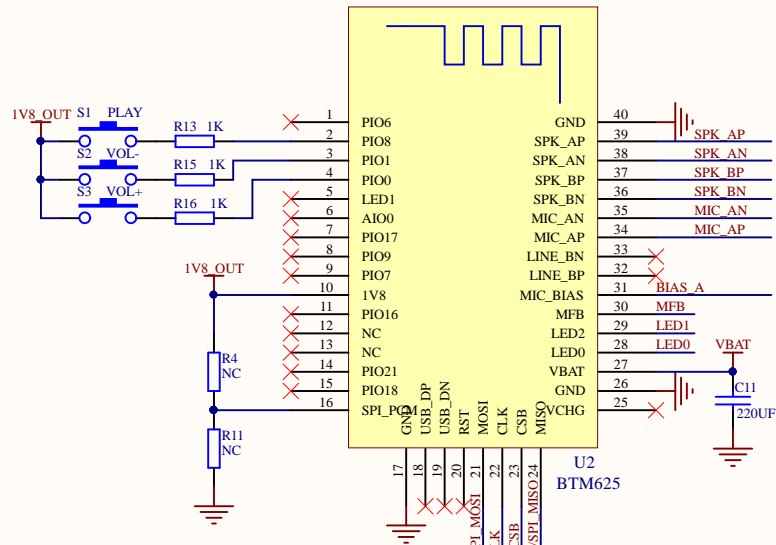 1V8_OUT
S1 PLAY
R13 1K
S2 VOL-
R15 1K
S3 VOL+
R16 1K
1V8_OUT
R4
NC
R11
NC
1 PIO6
2 PIO8
3 PIO1
4 PIO0
5 LED1
6 AIO0
7 PIO17
8 PIO9
9 PIO7
10 1V8
11 PIO16
12 NC
13 NC
14 PIO21
15 PIO18
16 SPI_PCM
GND 40
SPK_AP 39 SPK_AP
SPK_AN 38 SPK_AN
SPK_BP 37 SPK_BP
SPK_BN 36 SPK_BN
MIC_AN 35 MIC_AN
MIC_AP 34 MIC_AP
LINE_BN 33
LINE_BP 32
MIC_BIAS 31 BIAS_A
MFB 30 MFB
LED2 29 LED1
LED0 28 LED0
VBAT 27 VBAT
GND 26
VCHG 25
C11
220UF
GND 17
USB_DP 18
USB_DN 19
RST 20
MOSI 21
CLK 22
CSB 23
MISO 24
PI_MOSI
LK
CSB
/SPI_MISO
U2
BTM625